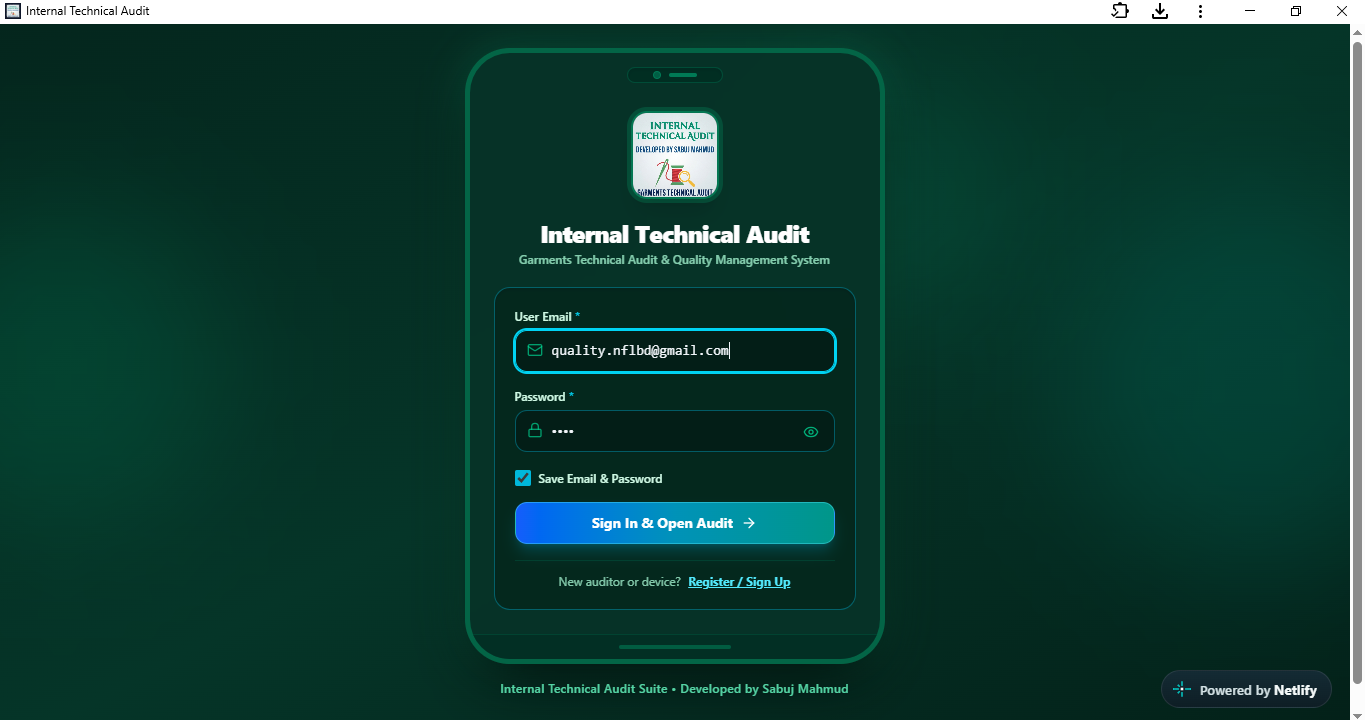 Internal Technical Audit
INTERNAL
TECHNICAL AUDIT
DEVELOPED BY SABUJ MAHMUD
GARMENTS TECHNICAL AUDIT
Internal Technical Audit
Garments Technical Audit & Quality Management System
User Email *
quality.nflbd@gmail.com
Password *
••••
Save Email & Password
Sign In & Open Audit →
New auditor or device? Register / Sign Up
Internal Technical Audit Suite • Developed by Sabuj Mahmud
Powered by Netlify